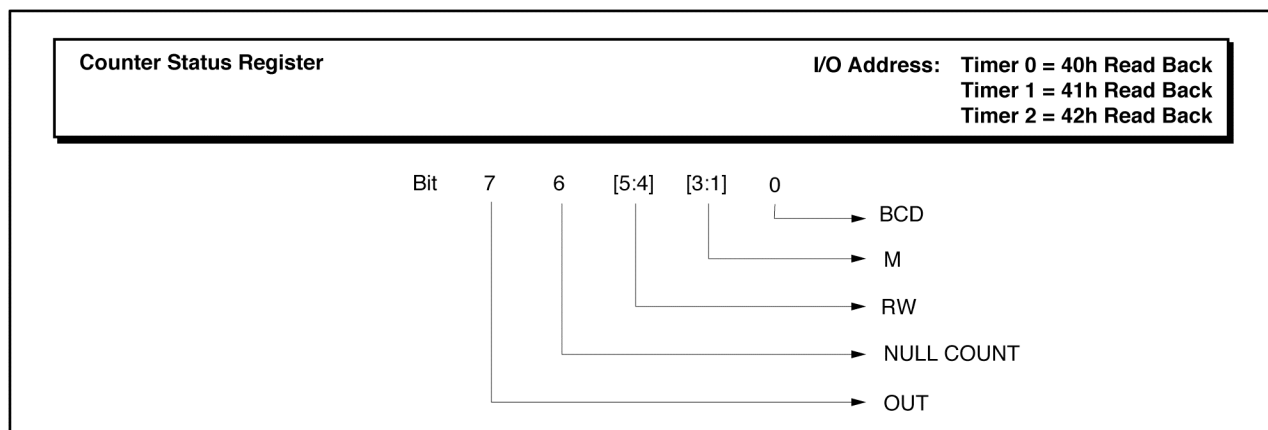 Counter Status Register
I/O Address: Timer 0 = 40h Read Back
Timer 1 = 41h Read Back
Timer 2 = 42h Read Back
Bit 7 6 [5:4] [3:1] 0
BCD
M
RW
NULL COUNT
OUT